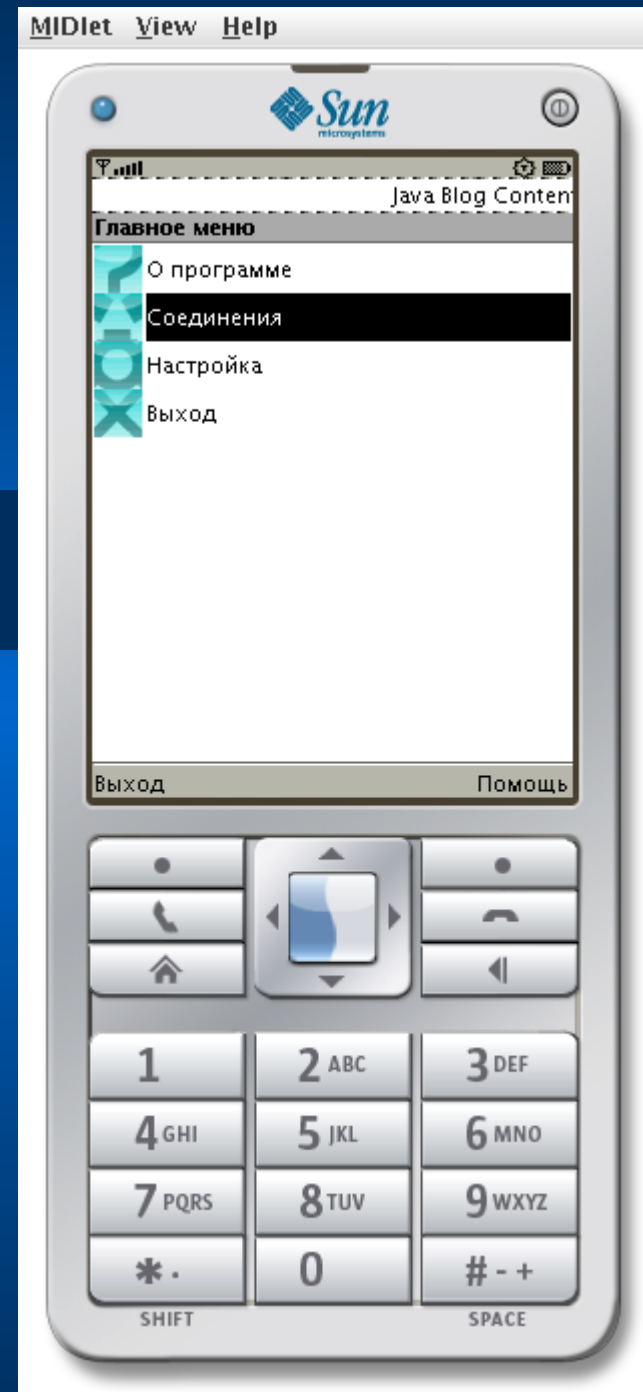 MIDlet View Help
Sun
microsystems
Java Blog Conten
Главное меню
О программе
Соединения
Настройка
Выход
Выход Помощь
1 2 ABC 3 DEF
4 GHI 5 JKL 6 MNO
7 PQRS 8 TUV 9 WXYZ
* . 0 # - +
SHIFT SPACE